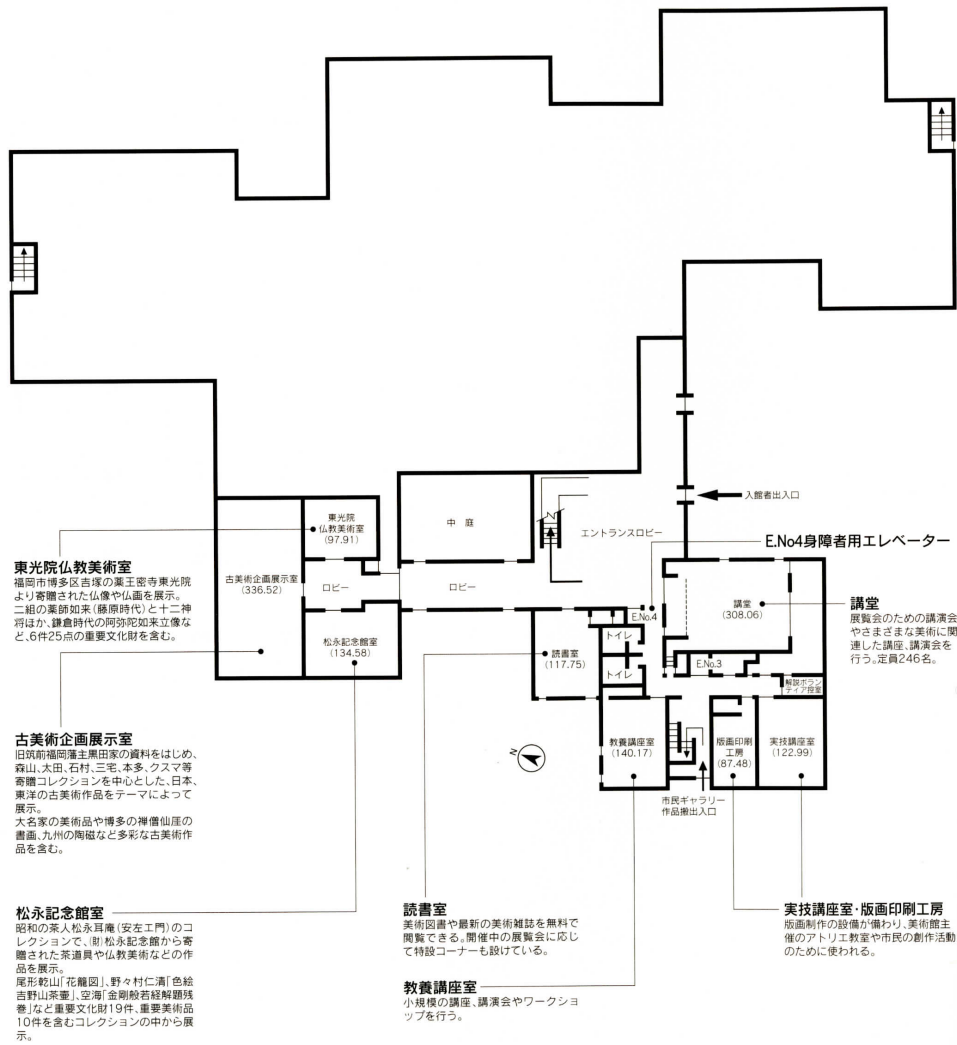 入館者出入口
東光院
仏教美術室
(97.91)
中　庭
エントランスロビー
E.No4身障者用エレベーター
古美術企画展示室
(336.52)
ロビー
ロビー
講堂
(308.06)
E.No.4
松永記念館室
(134.58)
読書室
(117.75)
トイレ
トイレ
E.No.3
解説ボラン
ティア控室
教養講座室
(140.17)
版画印刷
工房
(87.48)
実技講座室
(122.99)
市民ギャラリー
作品搬出入口
N
東光院仏教美術室
福岡市博多区吉塚の薬王密寺東光院
より寄贈された仏像や仏画を展示。
二組の薬師如来(藤原時代)と十二神
将ほか、鎌倉時代の阿弥陀如来立像な
ど、6件25点の重要文化財を含む。
古美術企画展示室
旧筑前福岡藩主黒田家の資料をはじめ、
森山、太田、石村、三宅、本多、クスマ等
寄贈コレクションを中心とした、日本、
東洋の古美術作品をテーマによって
展示。
大名家の美術品や博多の禅僧仙厓の
書画、九州の陶磁など多彩な古美術作
品を含む。
松永記念館室
昭和の茶人松永耳庵(安左エ門)のコ
レクションで、(財)松永記念館から寄
贈された茶道具や仏教美術などの作
品を展示。
尾形乾山「花籠図」、野々村仁清「色絵
吉野山茶壷」、空海「金剛般若経解題残
巻」など重要文化財19件、重要美術品
10件を含むコレクションの中から展
示。
読書室
美術図書や最新の美術雑誌を無料で
閲覧できる。開催中の展覧会に応じ
て特設コーナーも設けている。
教養講座室
小規模の講座、講演会やワークショ
ップを行う。
講堂
展覧会のための講演会
やさまざまな美術に関
連した講座、講演会を
行う。定員246名。
実技講座室・版画印刷工房
版画制作の設備が備わり、美術館主
催のアトリエ教室や市民の創作活動
のために使われる。